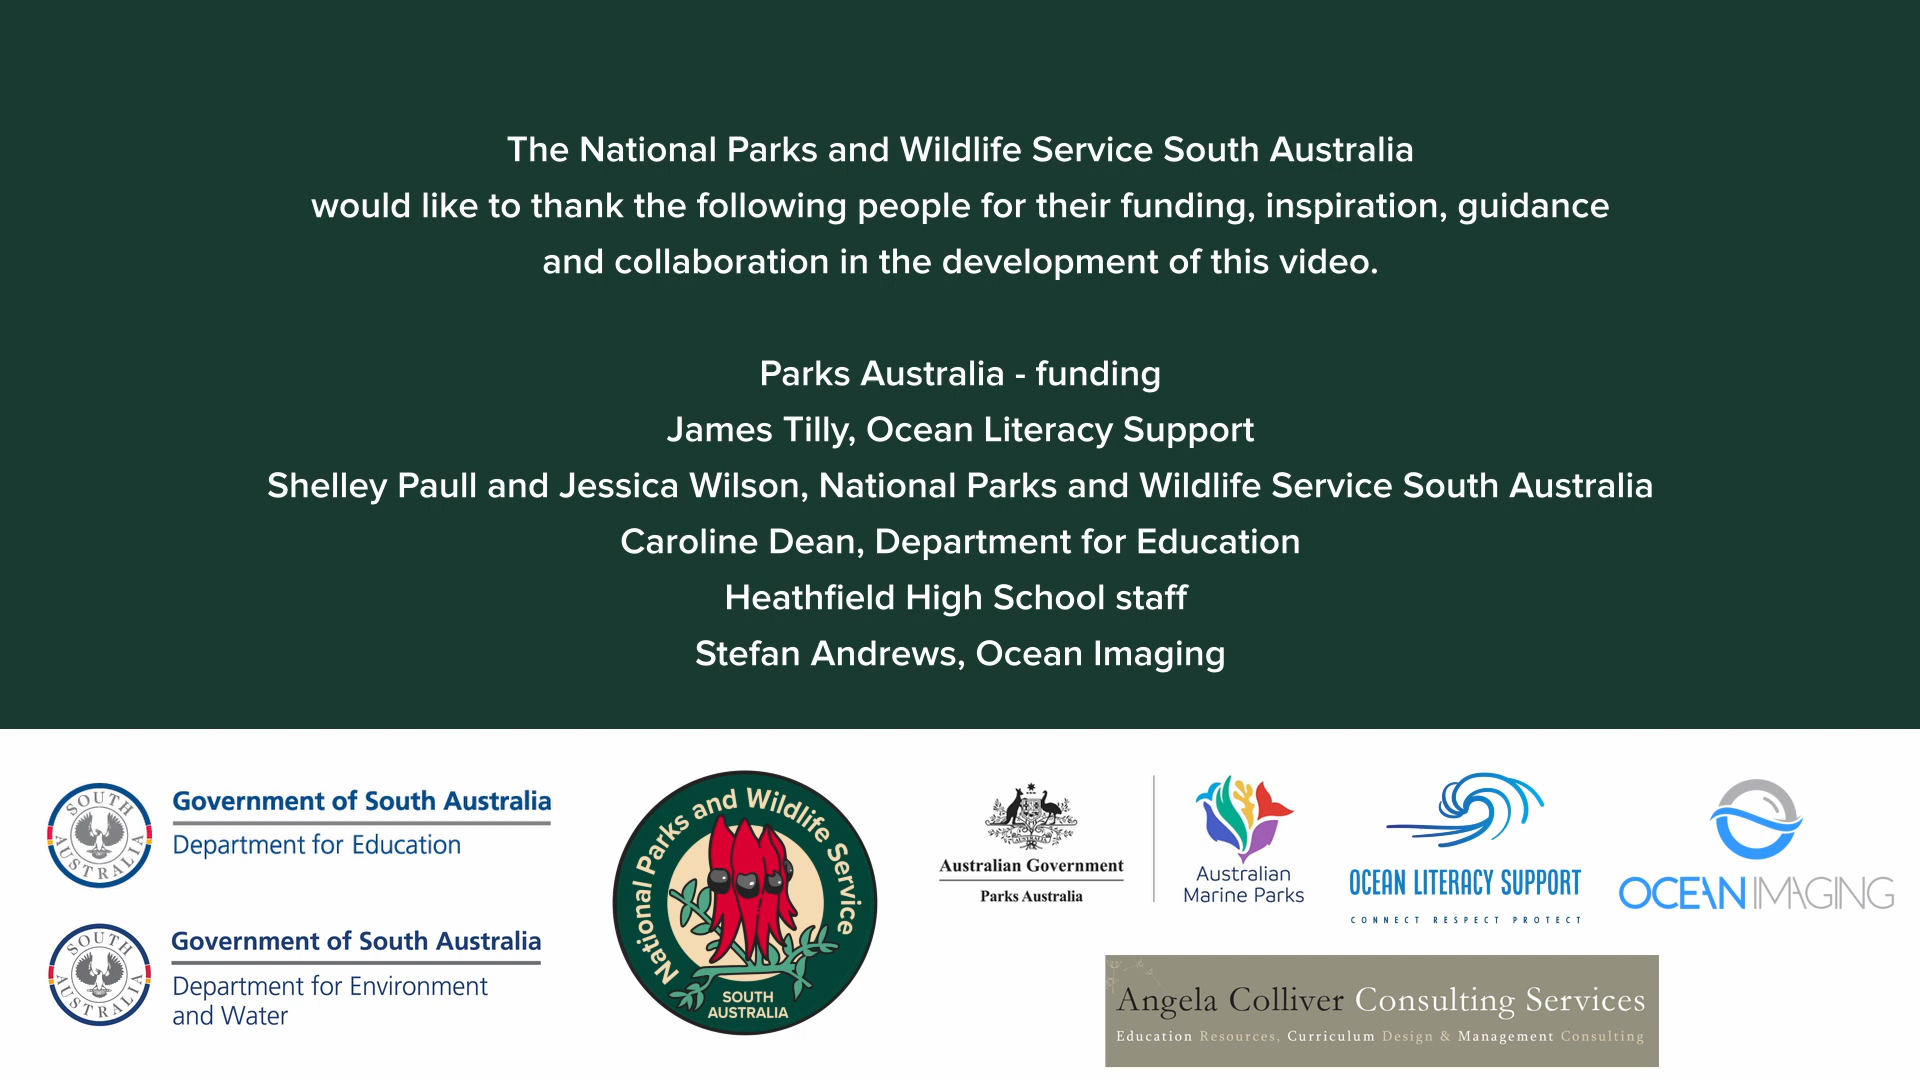 The National Parks and Wildlife Service South Australia
would like to thank the following people for their funding, inspiration, guidance
and collaboration in the development of this video.
Parks Australia - funding
James Tilly, Ocean Literacy Support
Shelley Paull and Jessica Wilson, National Parks and Wildlife Service South Australia
Caroline Dean, Department for Education
Heathfield High School staff
Stefan Andrews, Ocean Imaging
SOUTH AUSTRALIA
Government of South Australia
Department for Education
SOUTH AUSTRALIA
Government of South Australia
Department for Environment
and Water
National Parks and Wildlife Service
SOUTH
AUSTRALIA
Australian Government
Parks Australia
Australian
Marine Parks
OCEAN LITERACY SUPPORT
CONNECT RESPECT PROTECT
OCEAN IMAGING
Angela Colliver Consulting Services
Education Resources, Curriculum Design & Management Consulting